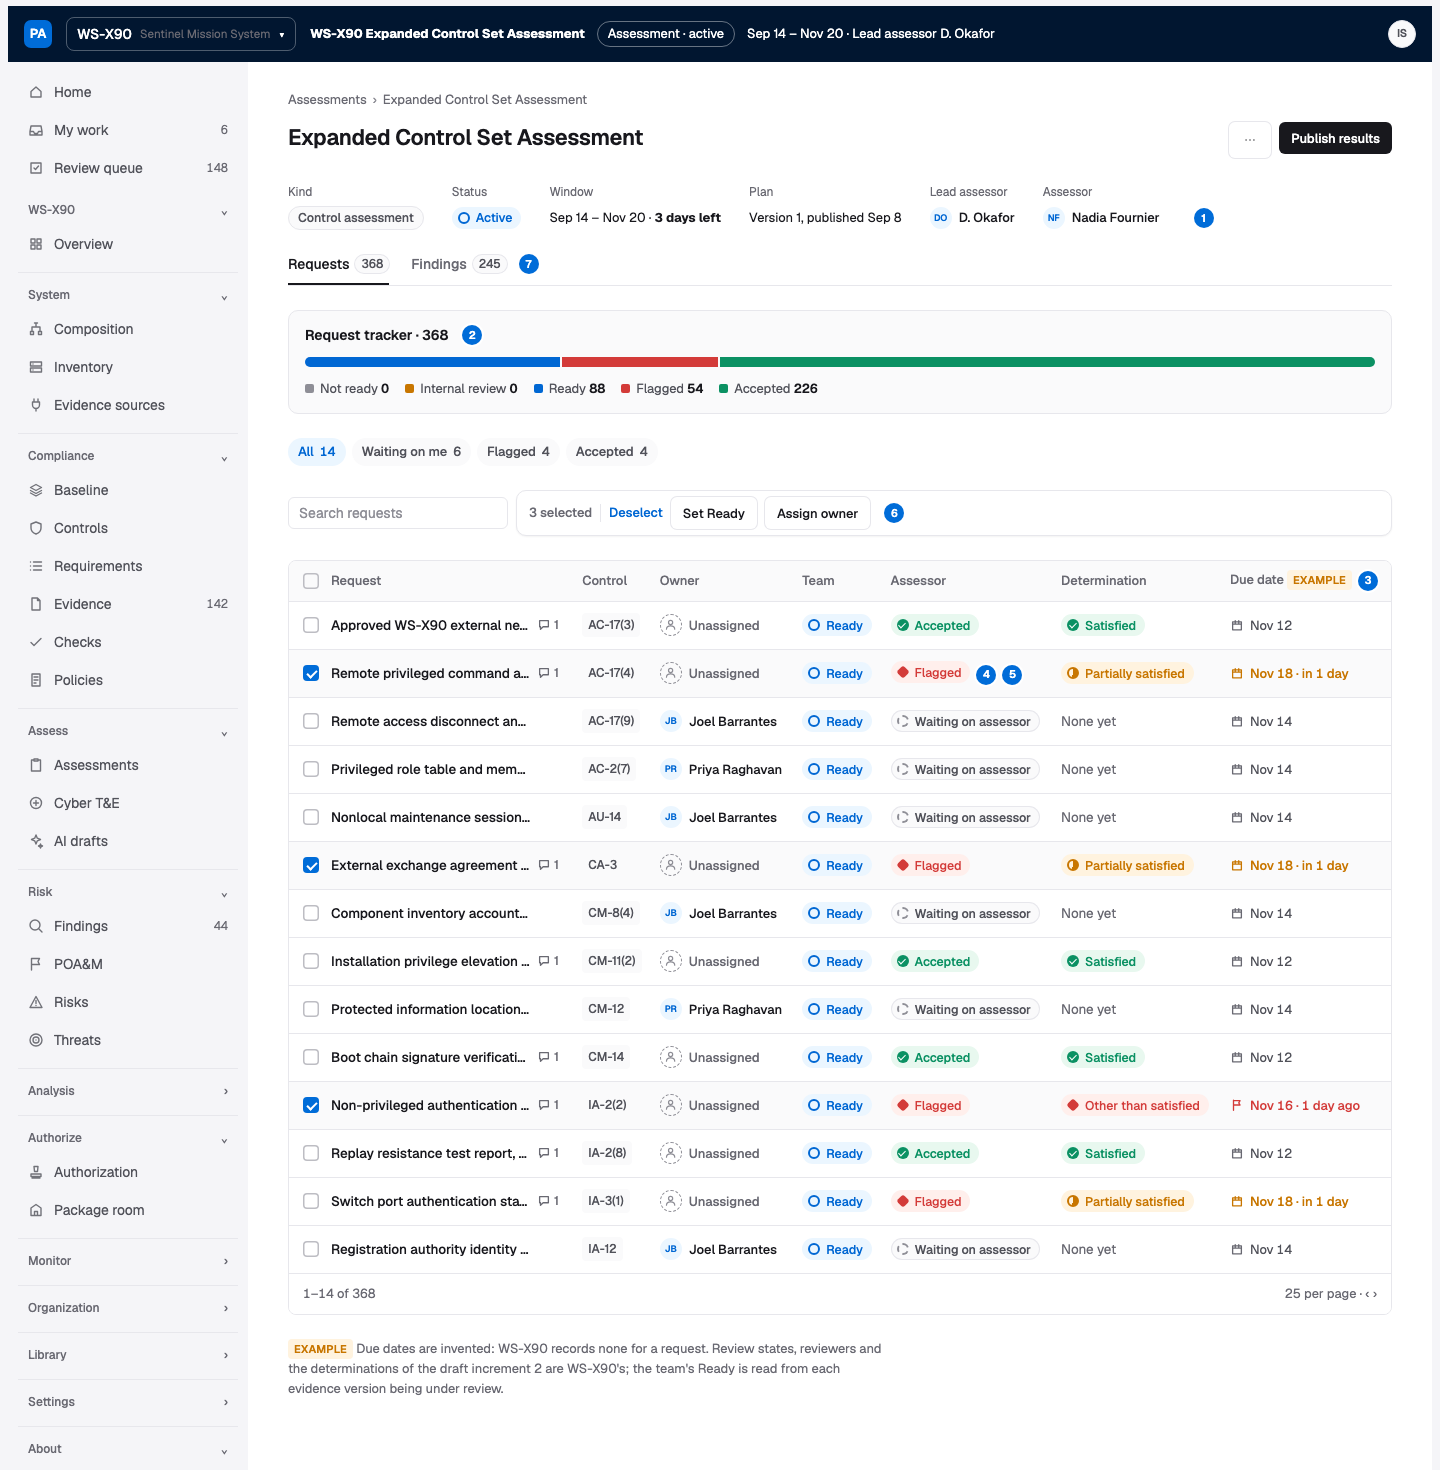 PA WS-X90 Sentinel Mission System WS-X90 Expanded Control Set Assessment Assessment · active Sep 14 – Nov 20 · Lead assessor D. Okafor IS
Home
My work 6
Review queue 148
WS-X90
Overview
System
Composition
Inventory
Evidence sources
Compliance
Baseline
Controls
Requirements
Evidence 142
Checks
Policies
Assess
Assessments
Cyber T&E
AI drafts
Risk
Findings 44
POA&M
Risks
Threats
Analysis
Authorize
Authorization
Package room
Monitor
Organization
Library
Settings
About
Assessments › Expanded Control Set Assessment
Expanded Control Set Assessment
... Publish results
Kind Status Window Plan Lead assessor Assessor
Control assessment Active Sep 14 – Nov 20 · 3 days left Version 1, published Sep 8 DO D. Okafor NF Nadia Fournier 1
Requests 368 Findings 245 7
Request tracker · 368 2
Not ready 0 Internal review 0 Ready 88 Flagged 54 Accepted 226
All 14 Waiting on me 6 Flagged 4 Accepted 4
Search requests 3 selected Deselect Set Ready Assign owner 6
Request Control Owner Team Assessor Determination Due date EXAMPLE 3
Approved WS-X90 external ne... 1 AC-17(3) Unassigned Ready Accepted Satisfied Nov 12
Remote privileged command a... 1 AC-17(4) Unassigned Ready Flagged 4 5 Partially satisfied Nov 18 · in 1 day
Remote access disconnect an... AC-17(9) JB Joel Barrantes Ready Waiting on assessor None yet Nov 14
Privileged role table and mem... AC-2(7) PR Priya Raghavan Ready Waiting on assessor None yet Nov 14
Nonlocal maintenance session... AU-14 JB Joel Barrantes Ready Waiting on assessor None yet Nov 14
External exchange agreement ... 1 CA-3 Unassigned Ready Flagged Partially satisfied Nov 18 · in 1 day
Component inventory account... CM-8(4) JB Joel Barrantes Ready Waiting on assessor None yet Nov 14
Installation privilege elevation ... 1 CM-11(2) Unassigned Ready Accepted Satisfied Nov 12
Protected information location... CM-12 PR Priya Raghavan Ready Waiting on assessor None yet Nov 14
Boot chain signature verificati... 1 CM-14 Unassigned Ready Accepted Satisfied Nov 12
Non-privileged authentication ... 1 IA-2(2) Unassigned Ready Flagged Other than satisfied Nov 16 · 1 day ago
Replay resistance test report, ... 1 IA-2(8) Unassigned Ready Accepted Satisfied Nov 12
Switch port authentication sta... 1 IA-3(1) Unassigned Ready Flagged Partially satisfied Nov 18 · in 1 day
Registration authority identity ... IA-12 JB Joel Barrantes Ready Waiting on assessor None yet Nov 14
1–14 of 368 25 per page · ‹ ›
EXAMPLE Due dates are invented: WS-X90 records none for a request. Review states, reviewers and
the determinations of the draft increment 2 are WS-X90's; the team's Ready is read from each
evidence version being under review.